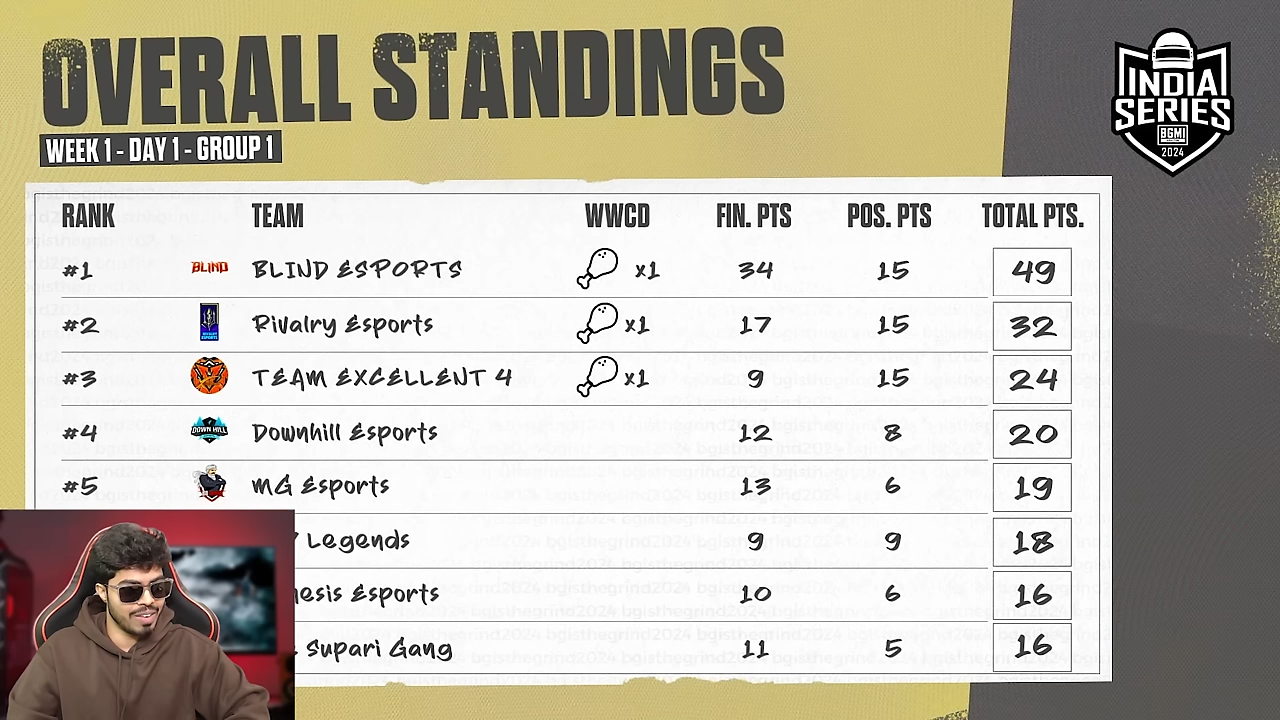 OVERALL STANDINGS
WEEK 1 - DAY 1 - GROUP 1
INDIA
SERIES
BGMI
2024
RANK TEAM WWCD FIN. PTS POS. PTS TOTAL PTS.
#1 BLIND BLIND ESPORTS x1 34 15 49
#2 Rivalry Esports x1 17 15 32
#3 TEAM EXCELLENT 4 x1 9 15 24
#4 DOWN HILL Downhill Esports 12 8 20
#5 MG Esports 13 6 19
Legends 9 9 18
Esports 10 6 16
Supari Gang 11 5 16